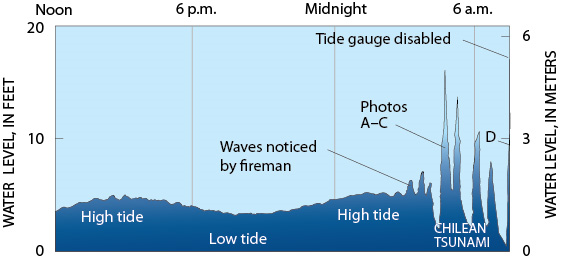 Noon 6 p.m. Midnight 6 a.m.
20 6
Tide gauge disabled
Photos
A–C
WATER LEVEL, IN FEET
WATER LEVEL, IN METERS
10 3
D
Waves noticed
by fireman
High tide High tide
Low tide
CHILEAN
TSUNAMI
0 0